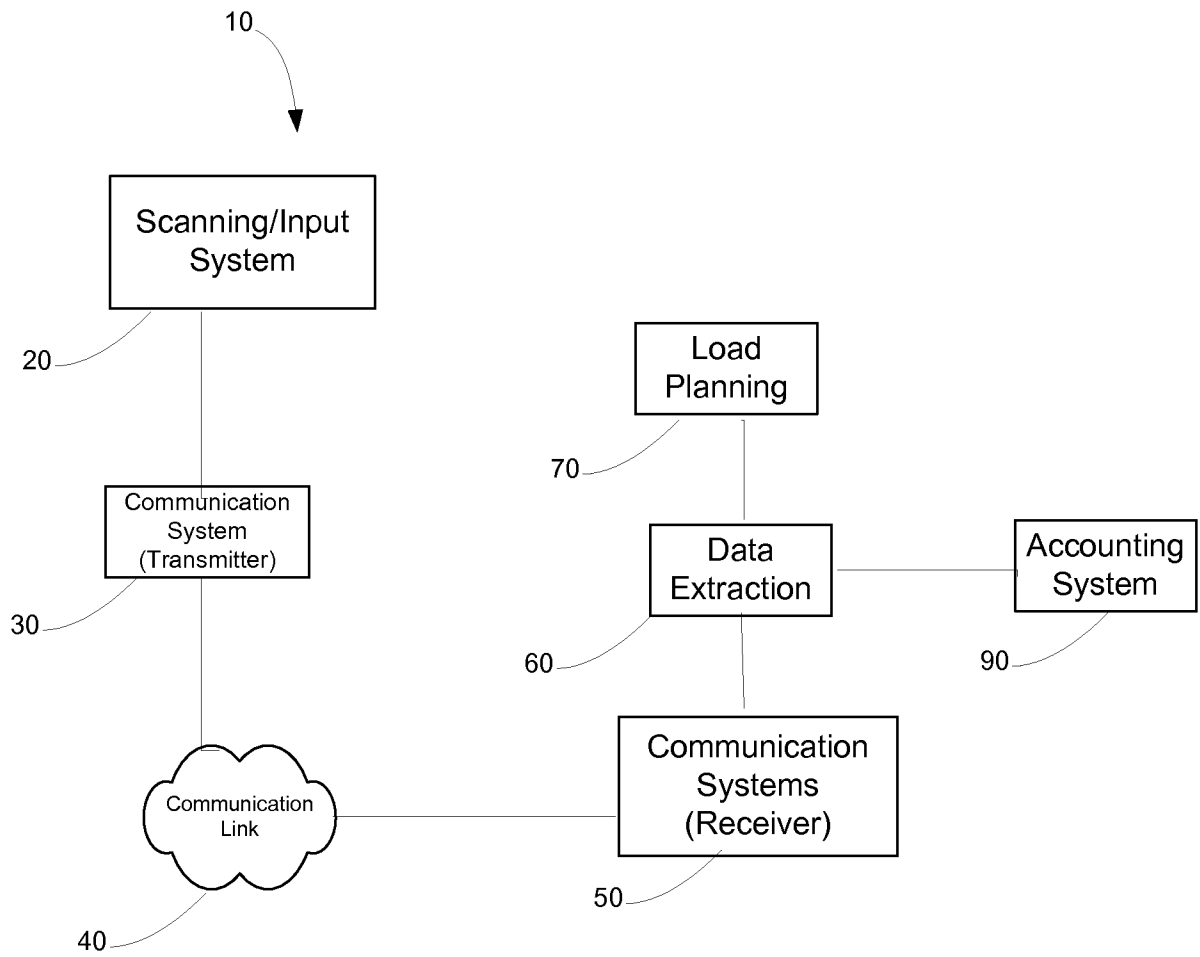 10
Scanning/Input
System
20
Load
Planning
70
Communication
System
(Transmitter)
30
Data
Extraction
60
Accounting
System
90
Communication
Systems
(Receiver)
50
Communication
Link
40